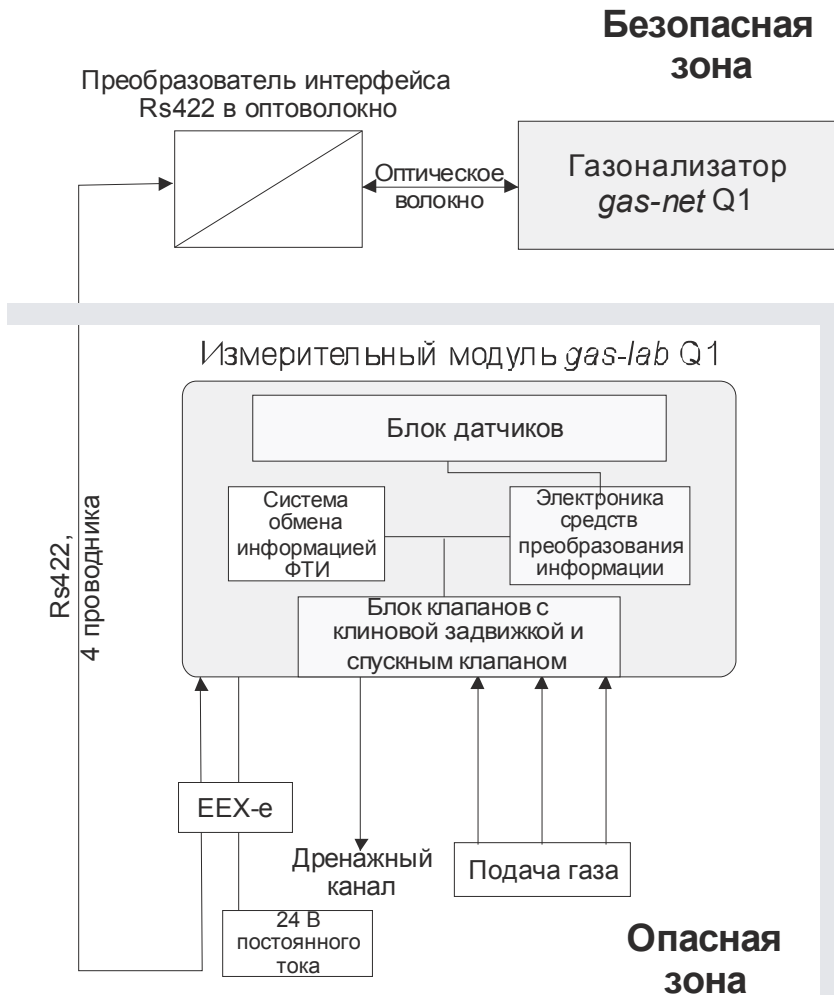 Безопасная
зона
Преобразователь интерфейса
Rs422 в оптоволокно
Оптическое
волокно
Газонализатор
gas-net Q1
Измерительный модуль gas-lab Q1
Блок датчиков
Система
обмена
информацией
ФТИ
Электроника
средств
преобразования
информации
Блок клапанов с
клиновой задвижкой и
спускным клапаном
Rs422,
4 проводника
EEX-e
Дренажный
канал
Подача газа
24 В
постоянного
тока
Опасная
зона